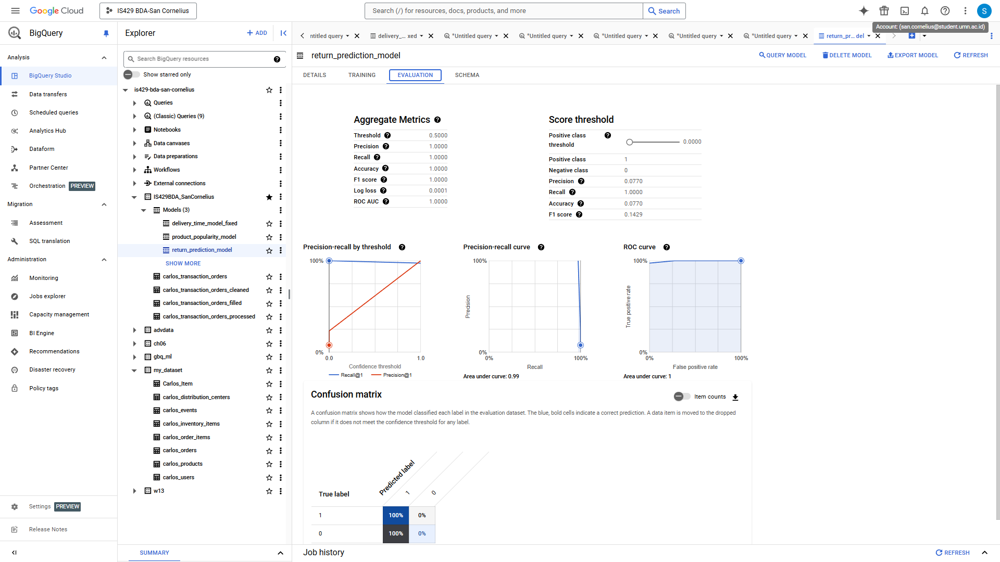 Google Cloud
IS429 BDA-San Cornelius
Search (/) for resources, docs, products, and more
Search
S
Account: (san.cornelius@student.umn.ac.id)
BigQuery
Analysis
BigQuery Studio
Data transfers
Scheduled queries
Analytics Hub
Dataform
Partner Center
Orchestration PREVIEW
Migration
Assessment
SQL translation
Administration
Monitoring
Jobs explorer
Capacity management
BI Engine
Recommendations
Disaster recovery
Policy tags
Settings PREVIEW
Release Notes
Explorer
+ ADD
Search BigQuery resources
Show starred only
is429-bda-san-cornelius
Queries
(Classic) Queries (9)
Notebooks
Data canvases
Data preparations
Workflows
External connections
IS429BDA_SanCornelius
Models (3)
delivery_time_model_fixed
product_popularity_model
return_prediction_model
SHOW MORE
carlos_transaction_orders
carlos_transaction_orders_cleaned
carlos_transaction_orders_filled
carlos_transaction_orders_processed
advdata
ch06
gbq_ml
my_dataset
Carlos_Item
carlos_distribution_centers
carlos_events
carlos_inventory_items
carlos_order_items
carlos_orders
carlos_products
carlos_users
w13
SUMMARY
ntitled query
delivery_... xed
*Untitled query
*Untitled query
*Untitled query
*Untitled query
*Untitled query
return_pr... del
return_prediction_model
QUERY MODEL
DELETE MODEL
EXPORT MODEL
REFRESH
DETAILS
TRAINING
EVALUATION
SCHEMA
Aggregate Metrics
Threshold 0.5000
Precision 1.0000
Recall 1.0000
Accuracy 1.0000
F1 score 1.0000
Log loss 0.0001
ROC AUC 1.0000
Score threshold
Positive class threshold 0.0000
Positive class 1
Negative class 0
Precision 0.0770
Recall 1.0000
Accuracy 0.0770
F1 score 0.1429
Precision-recall by threshold
100%
0%
0.0
1.0
Confidence threshold
Recall@1
Precision@1
Precision-recall curve
100%
Precision
0%
0%
100%
Recall
Area under curve: 0.99
ROC curve
100%
True positive rate
0%
0%
100%
False positive rate
Area under curve: 1
Confusion matrix
Item counts
A confusion matrix shows how the model classified each label in the evaluation dataset. The blue, bold cells indicate a correct prediction. A data item is moved to the dropped
column if it does not meet the confidence threshold for any label.
Predicted label
True label
1
0
1 100% 0%
0 100% 0%
Job history
REFRESH